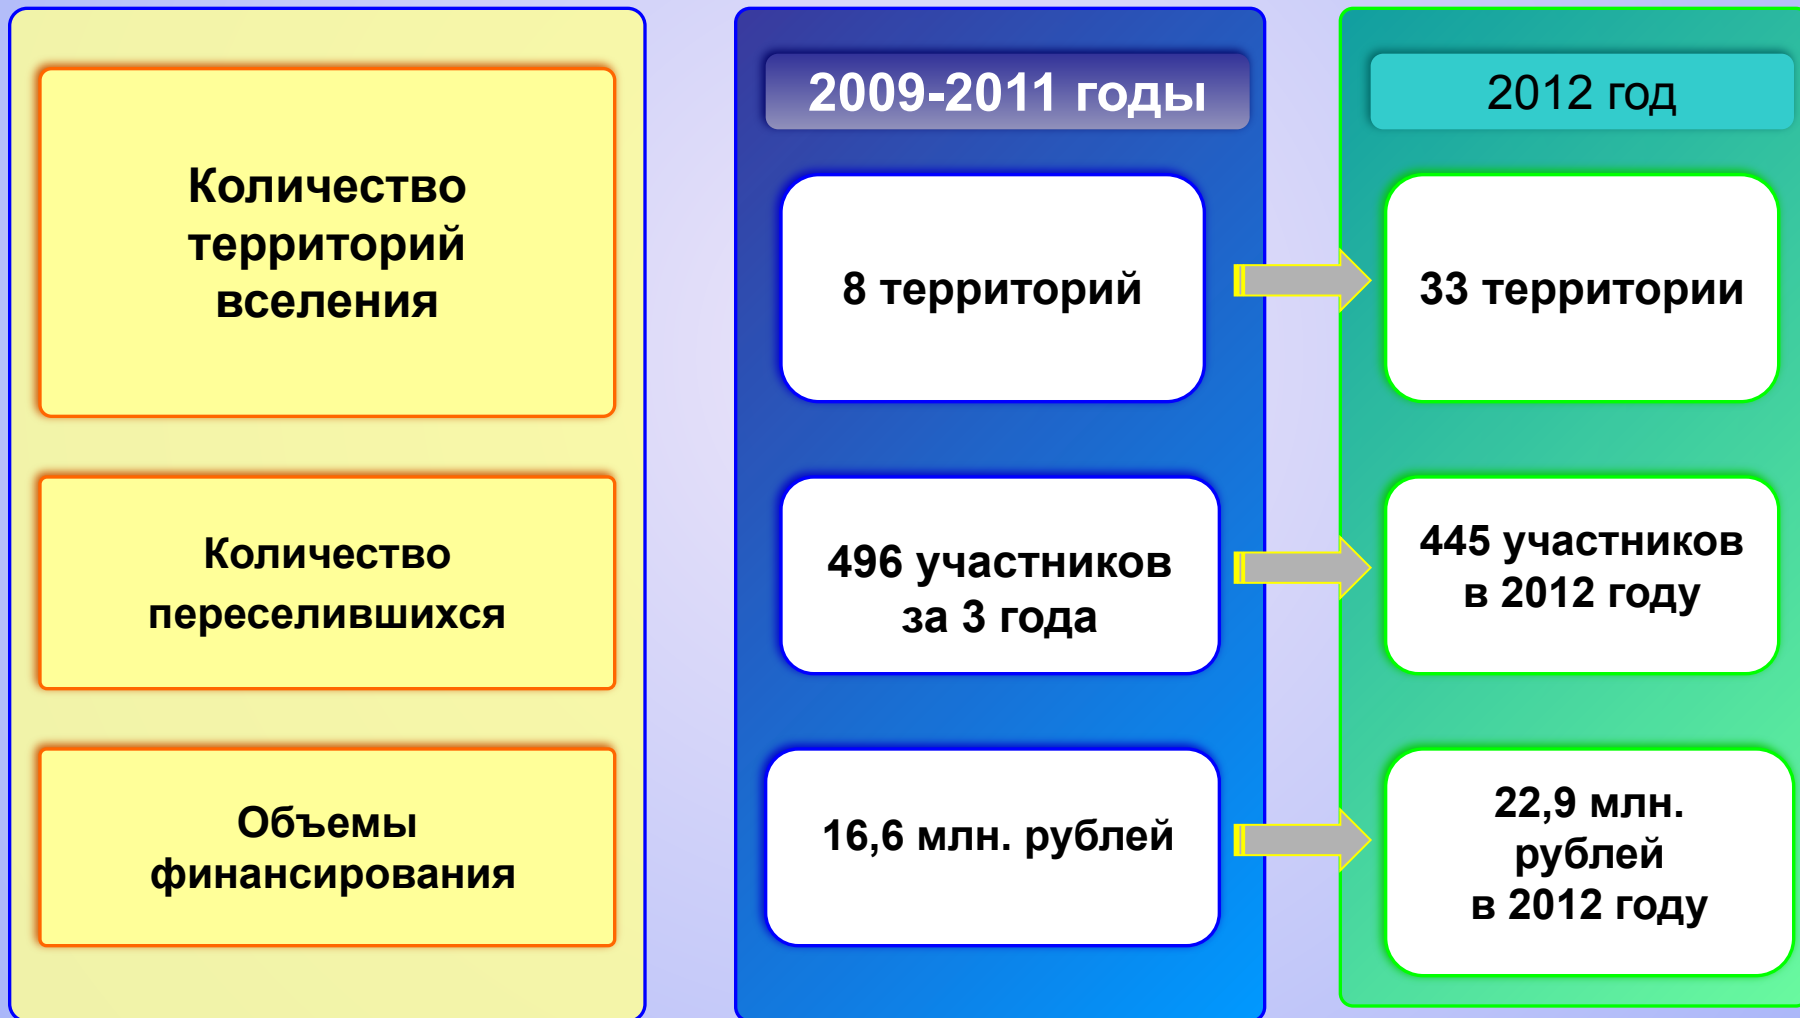 Количество
территорий
вселения
Количество
переселившихся
Объемы
финансирования
2009-2011 годы
8 территорий
496 участников
за 3 года
16,6 млн. рублей
2012 год
33 территории
445 участников
в 2012 году
22,9 млн.
рублей
в 2012 году